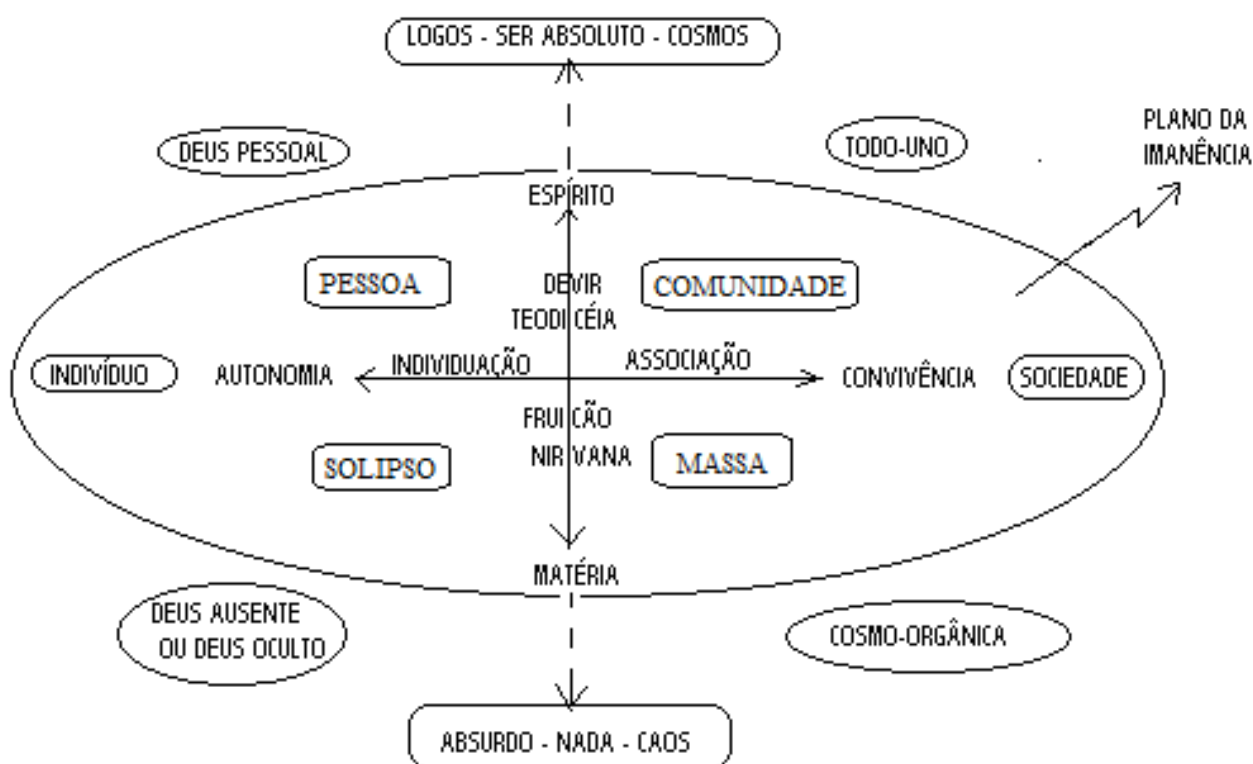 LOGOS - SER ABSOLUTO - COSMOS
PLANO DA
IMANÊNCIA
DEUS PESSOAL
TODO-UNO
ESPÍRITO
PESSOA
DEVIR
COMUNIDADE
TEODICÉIA
INDIVÍDUO
AUTONOMIA
INDIVIDUAÇÃO
ASSOCIAÇÃO
CONVIVÊNCIA
SOCIEDADE
FRUICÃO
SOLIPSO
NIRVANA
MASSA
MATÉRIA
DEUS AUSENTE
OU DEUS OCULTO
COSMO-ORGÂNICA
ABSURDO - NADA - CAOS